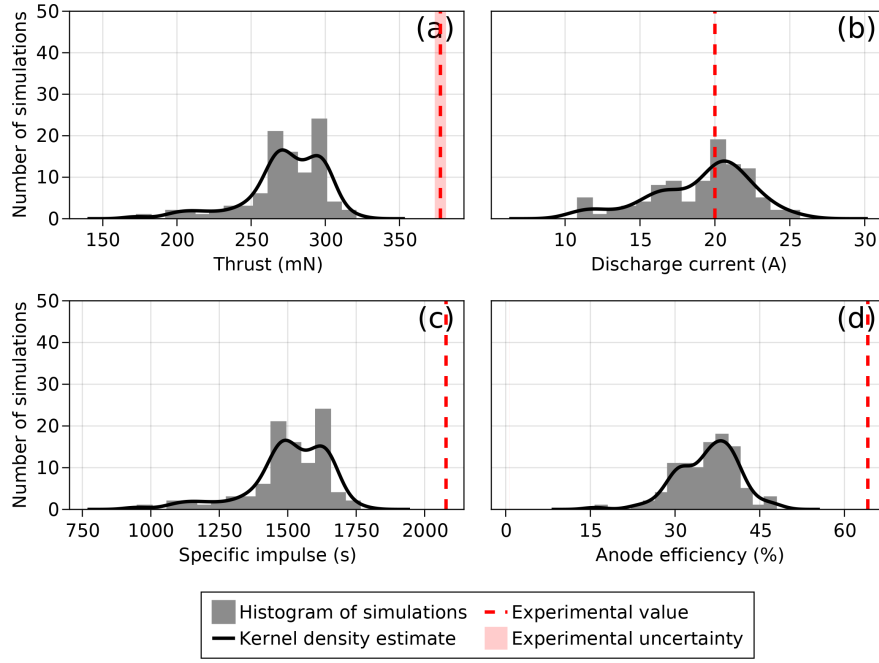 50
40
30
20
10
0
Number of simulations
(a)
150 200 250 300 350
Thrust (mN)
(b)
10 15 20 25 30
Discharge current (A)
50
40
30
20
10
0
Number of simulations
(c)
750 1000 1250 1500 1750 2000
Specific impulse (s)
(d)
0 15 30 45 60
Anode efficiency (%)
Histogram of simulations
Experimental value
Kernel density estimate
Experimental uncertainty